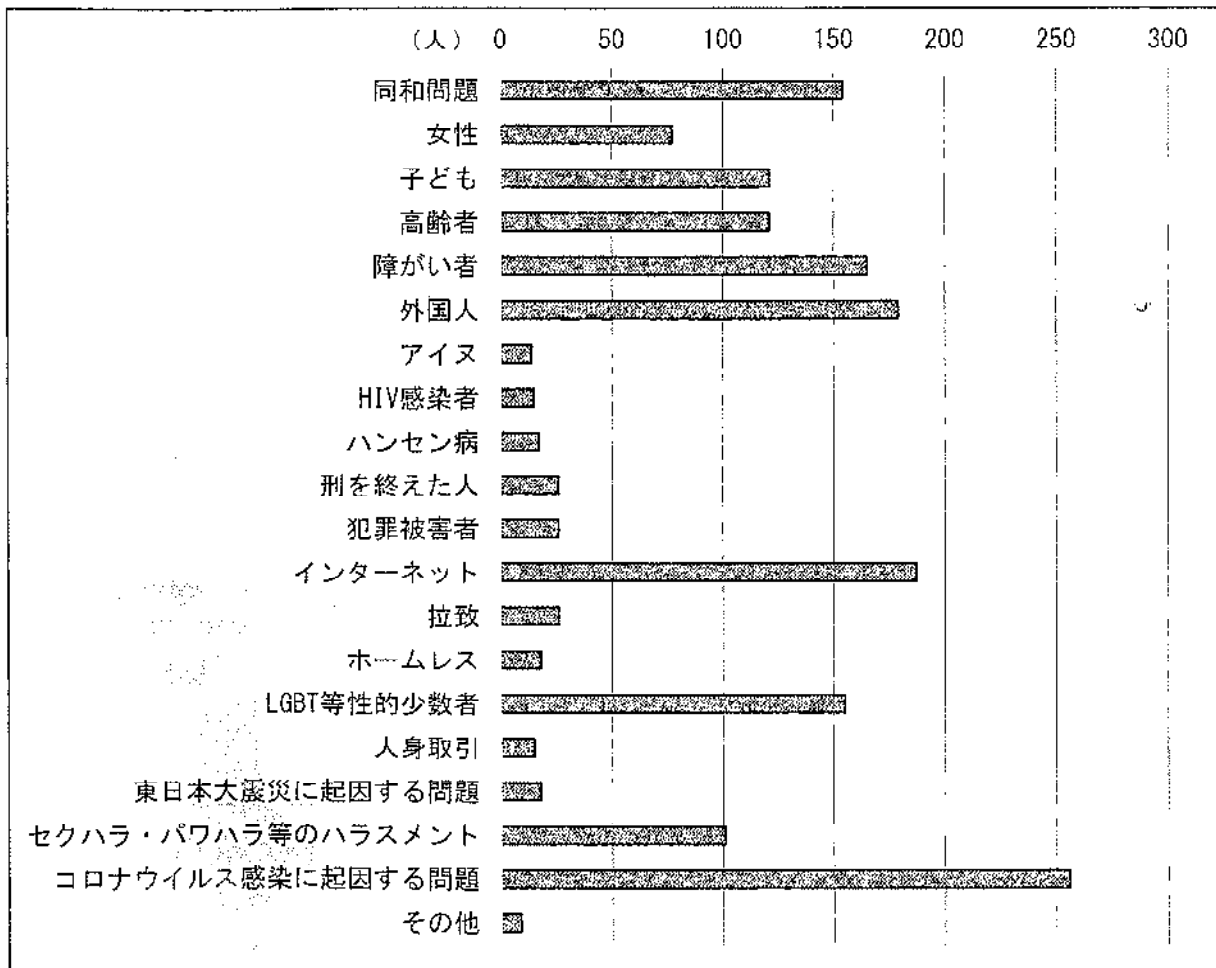 （人） 0 50 100 150 200 250 300
同和問題
女性
子ども
高齢者
障がい者
外国人
アイヌ
HIV感染者
ハンセン病
刑を終えた人
犯罪被害者
インターネット
拉致
ホームレス
LGBT等性的少数者
人身取引
東日本大震災に起因する問題
セクハラ・パワハラ等のハラスメント
コロナウイルス感染に起因する問題
その他